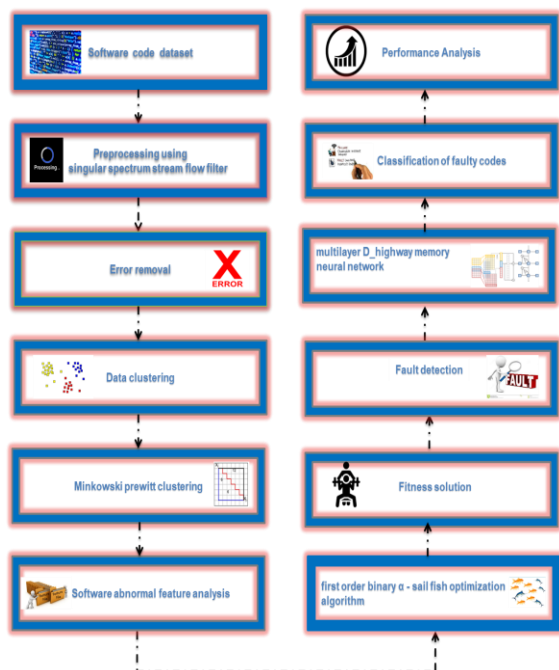 Software code dataset
Processing..
Preprocessing using
singular spectrum stream flow filter
Error removal
X
ERROR
Data clustering
Minkowski prewitt clustering
Software abnormal feature analysis
first order binary α - sail fish optimization
algorithm
Fitness solution
Fault detection
FAULT
multilayer D_highway memory
neural network
Classification of faulty codes
Performance Analysis